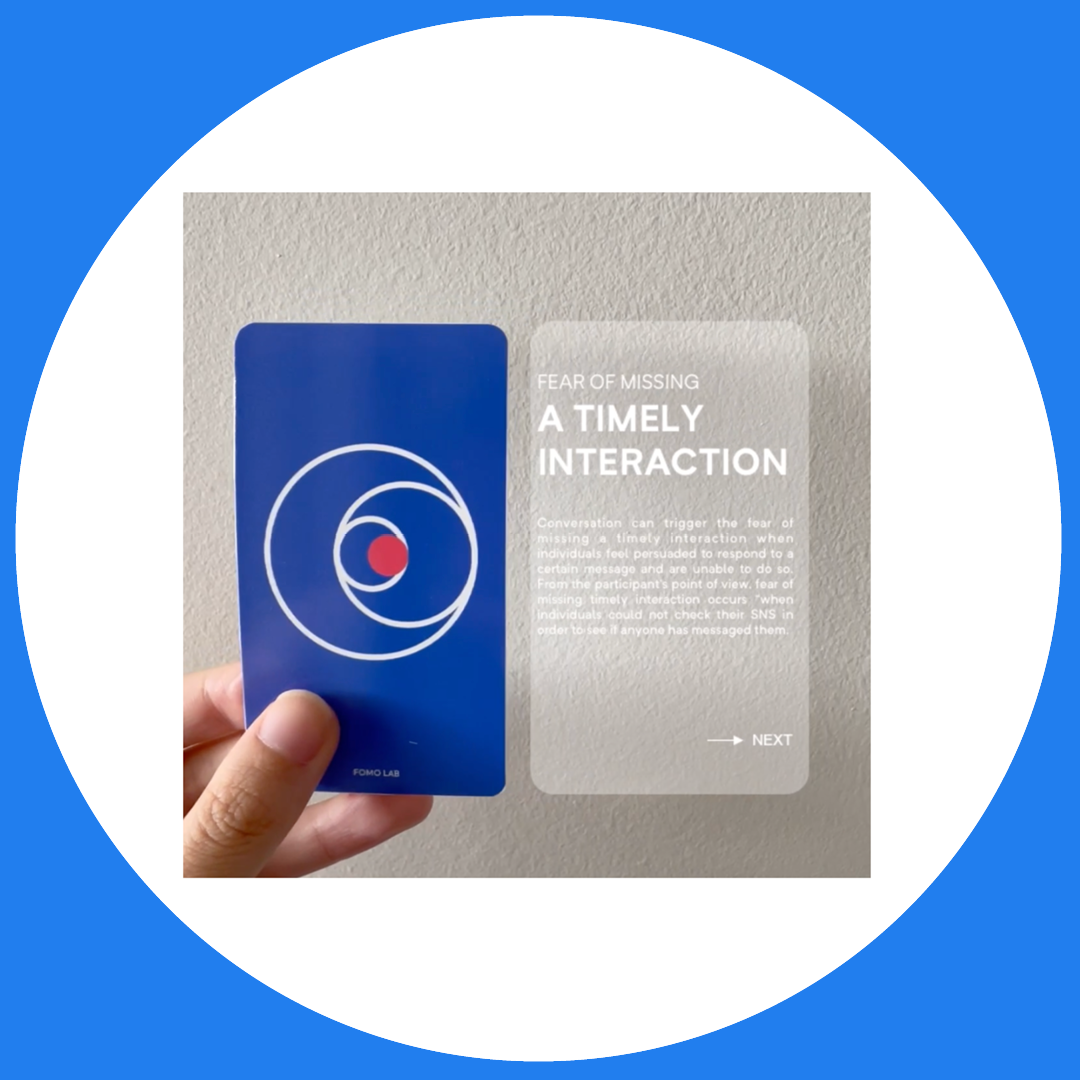 FEAR OF MISSING
A TIMELY
INTERACTION
Conversation can trigger the fear of
missing a timely interaction when
individuals feel persuaded to respond to a
certain message and are unable to do so.
From the participant's point of view, fear of
missing timely interaction occurs "when
individuals could not check their SNS in
order to see if anyone has messaged them.
NEXT
FOMO LAB